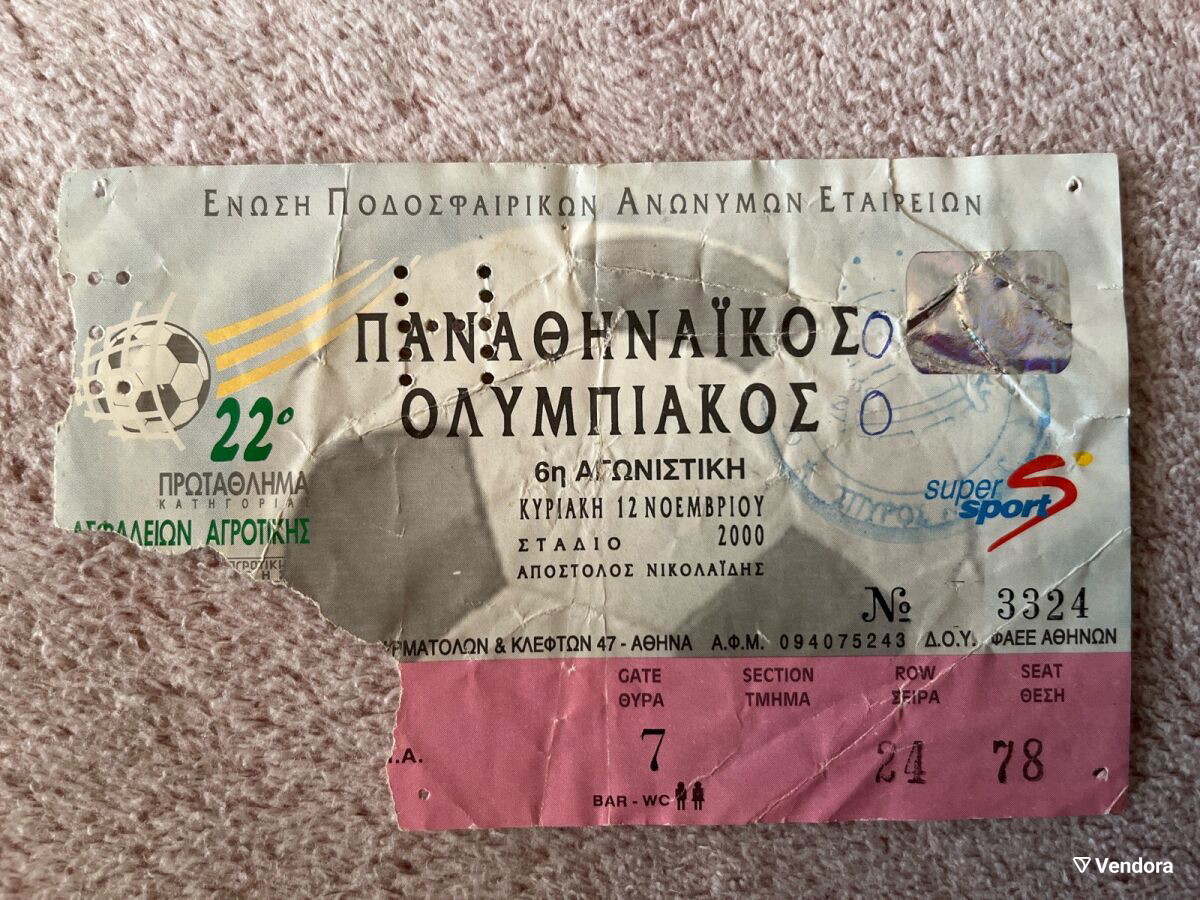 ΕΝΩΣΗ ΠΟΔΟΣΦΑΙΡΙΚΩΝ ΑΝΩΝΥΜΩΝ ΕΤΑΙΡΕΙΩΝ
ΠΑΝΑΘΗΝΑΪΚΟΣ 0
ΟΛΥΜΠΙΑΚΟΣ 0
22º
ΠΡΩΤΑΘΛΗΜΑ
ΚΑΤΗΓΟΡΙΑ
ΑΣΦΑΛΕΙΩΝ ΑΓΡΟΤΙΚΗΣ
6η ΑΓΩΝΙΣΤΙΚΗ
ΚΥΡΙΑΚΗ 12 ΝΟΕΜΒΡΙΟΥ
2000
ΣΤΑΔΙΟ
ΑΠΟΣΤΟΛΟΣ ΝΙΚΟΛΑΪΔΗΣ
super
sport
№ 3324
ΡΜΑΤΟΛΩΝ & ΚΛΕΦΤΩΝ 47 - ΑΘΗΝΑ Α.Φ.Μ. 094075243 Δ.Ο.Υ. ΦΑΕΕ ΑΘΗΝΩΝ
GATE SECTION ROW SEAT
ΘΥΡΑ ΤΜΗΜΑ ΣΕΙΡΑ ΘΕΣΗ
7 24 78
.Α.
BAR - WC
Vendora